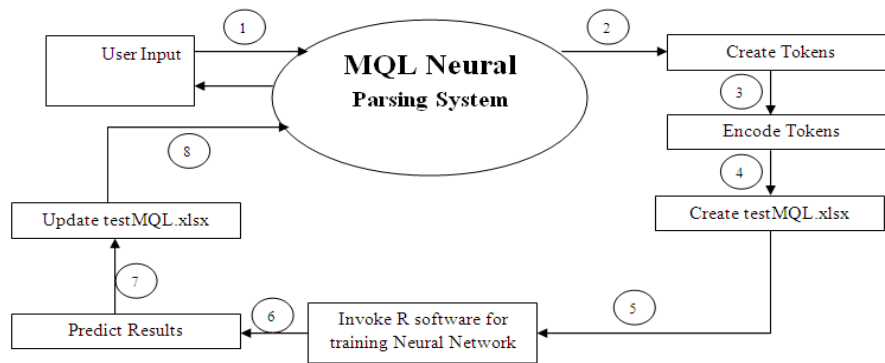 1
2
User Input
MQL Neural
Parsing System
Create Tokens
3
Encode Tokens
8
4
Update testMQL.xlsx
Create testMQL.xlsx
7
6
5
Predict Results
Invoke R software for
training Neural Network